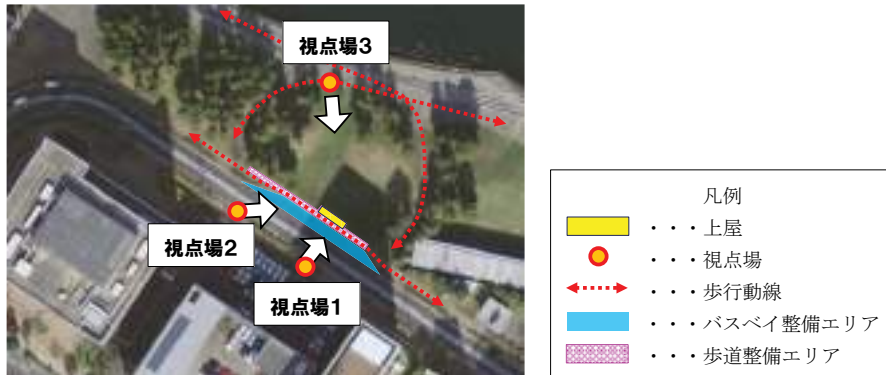 視点場3
視点場2
視点場1
凡例
・・・上屋
・・・視点場
・・・歩行動線
・・・バスベイ整備エリア
・・・歩道整備エリア